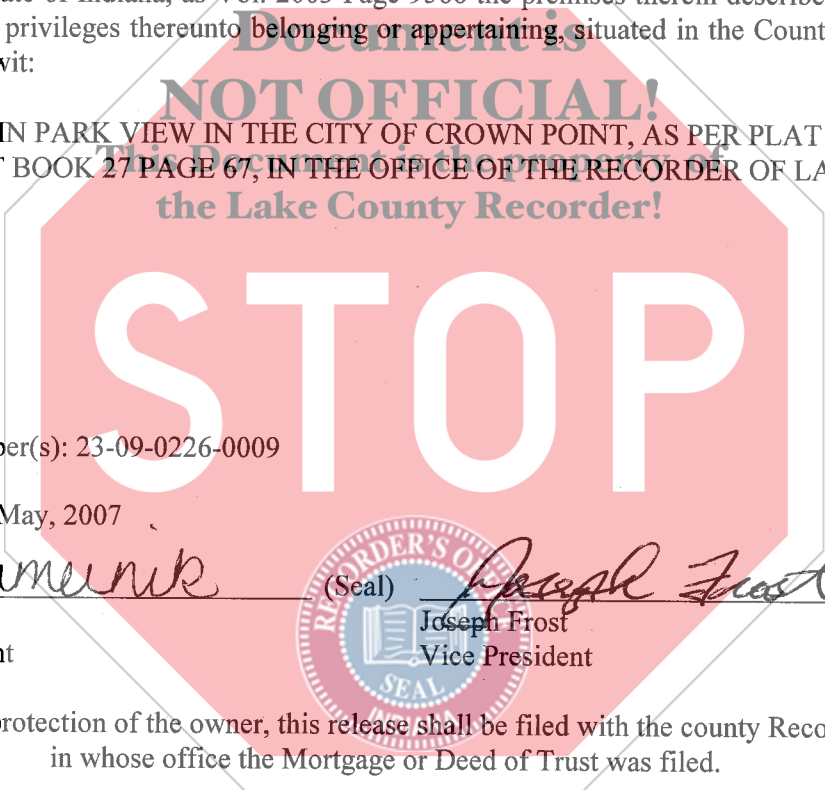 ate of Indiana, as Vol. 2005 Page 9566 the premises therein describe
privileges thereunto belonging or appertaining, situated in the Count
wit:
Document is
NOT OFFICIAL!
This Document is the property of
the Lake County Recorder!
IN PARK VIEW IN THE CITY OF CROWN POINT, AS PER PLAT
T BOOK 27 PAGE 67, IN THE OFFICE OF THE RECORDER OF LA
STOP
ber(s): 23-09-0226-0009
May, 2007
(Seal) Joseph Frost
Joseph Frost
nt Vice President
RECORDER'S OFFICE
SEAL
protection of the owner, this release shall be filed with the county Reco
in whose office the Mortgage or Deed of Trust was filed.